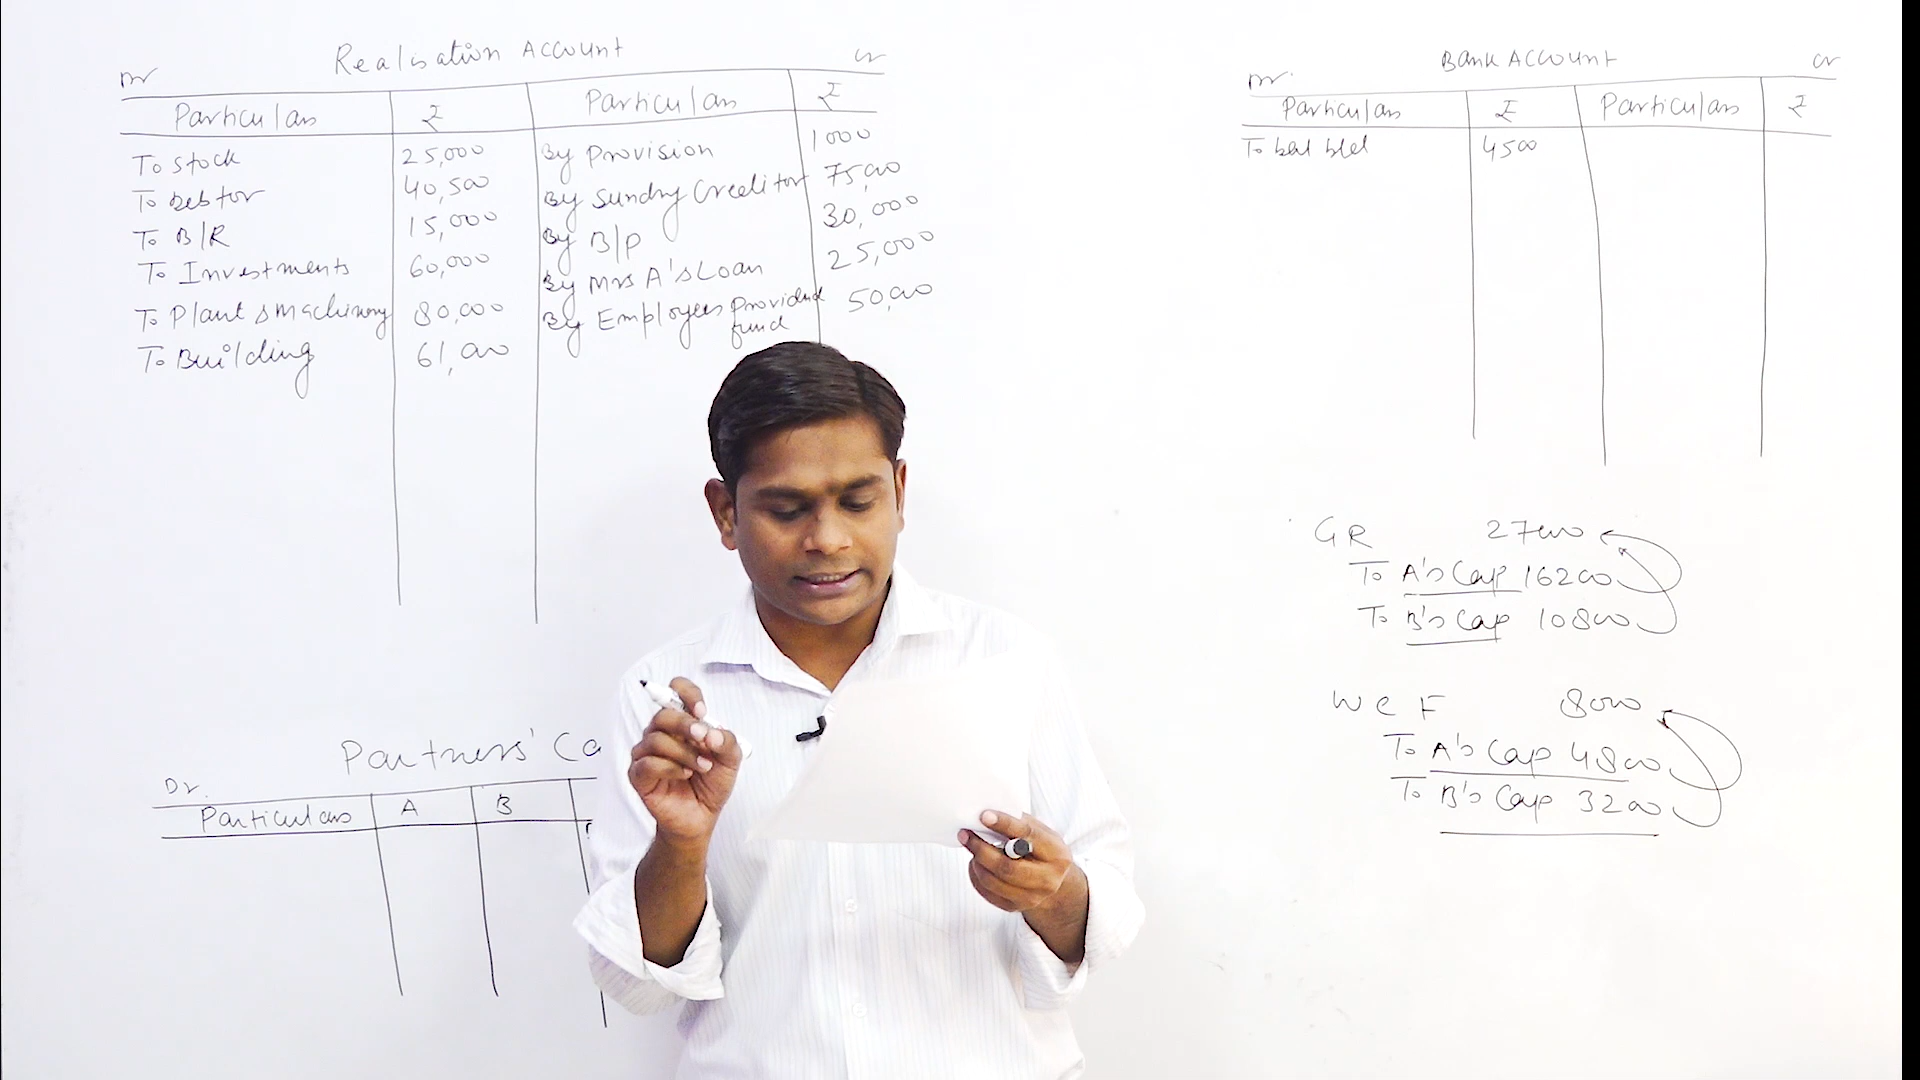 Realisation Account
Dr Cr
Particulars ₹ Particulars ₹
To Stock 25,000 By Provision 1000
To Debtor 40,500 By Sundry Creditor 75,000
To B/R 15,000 By B/P 30,000
To Investments 60,000 By Mrs A's Loan 25,000
To Plant & machinery 80,000 By Employees Provident fund 50,000
To Building 61,000
Bank Account
Dr. Cr
Particulars ₹ Particulars ₹
To bal b/d 4500
GR 27000
To A's Cap 16200
To B's Cap 10800
WCF 8000
To A's Cap 4800
To B's Cap 3200
Partners' Ca
Dr.
Particulars A B